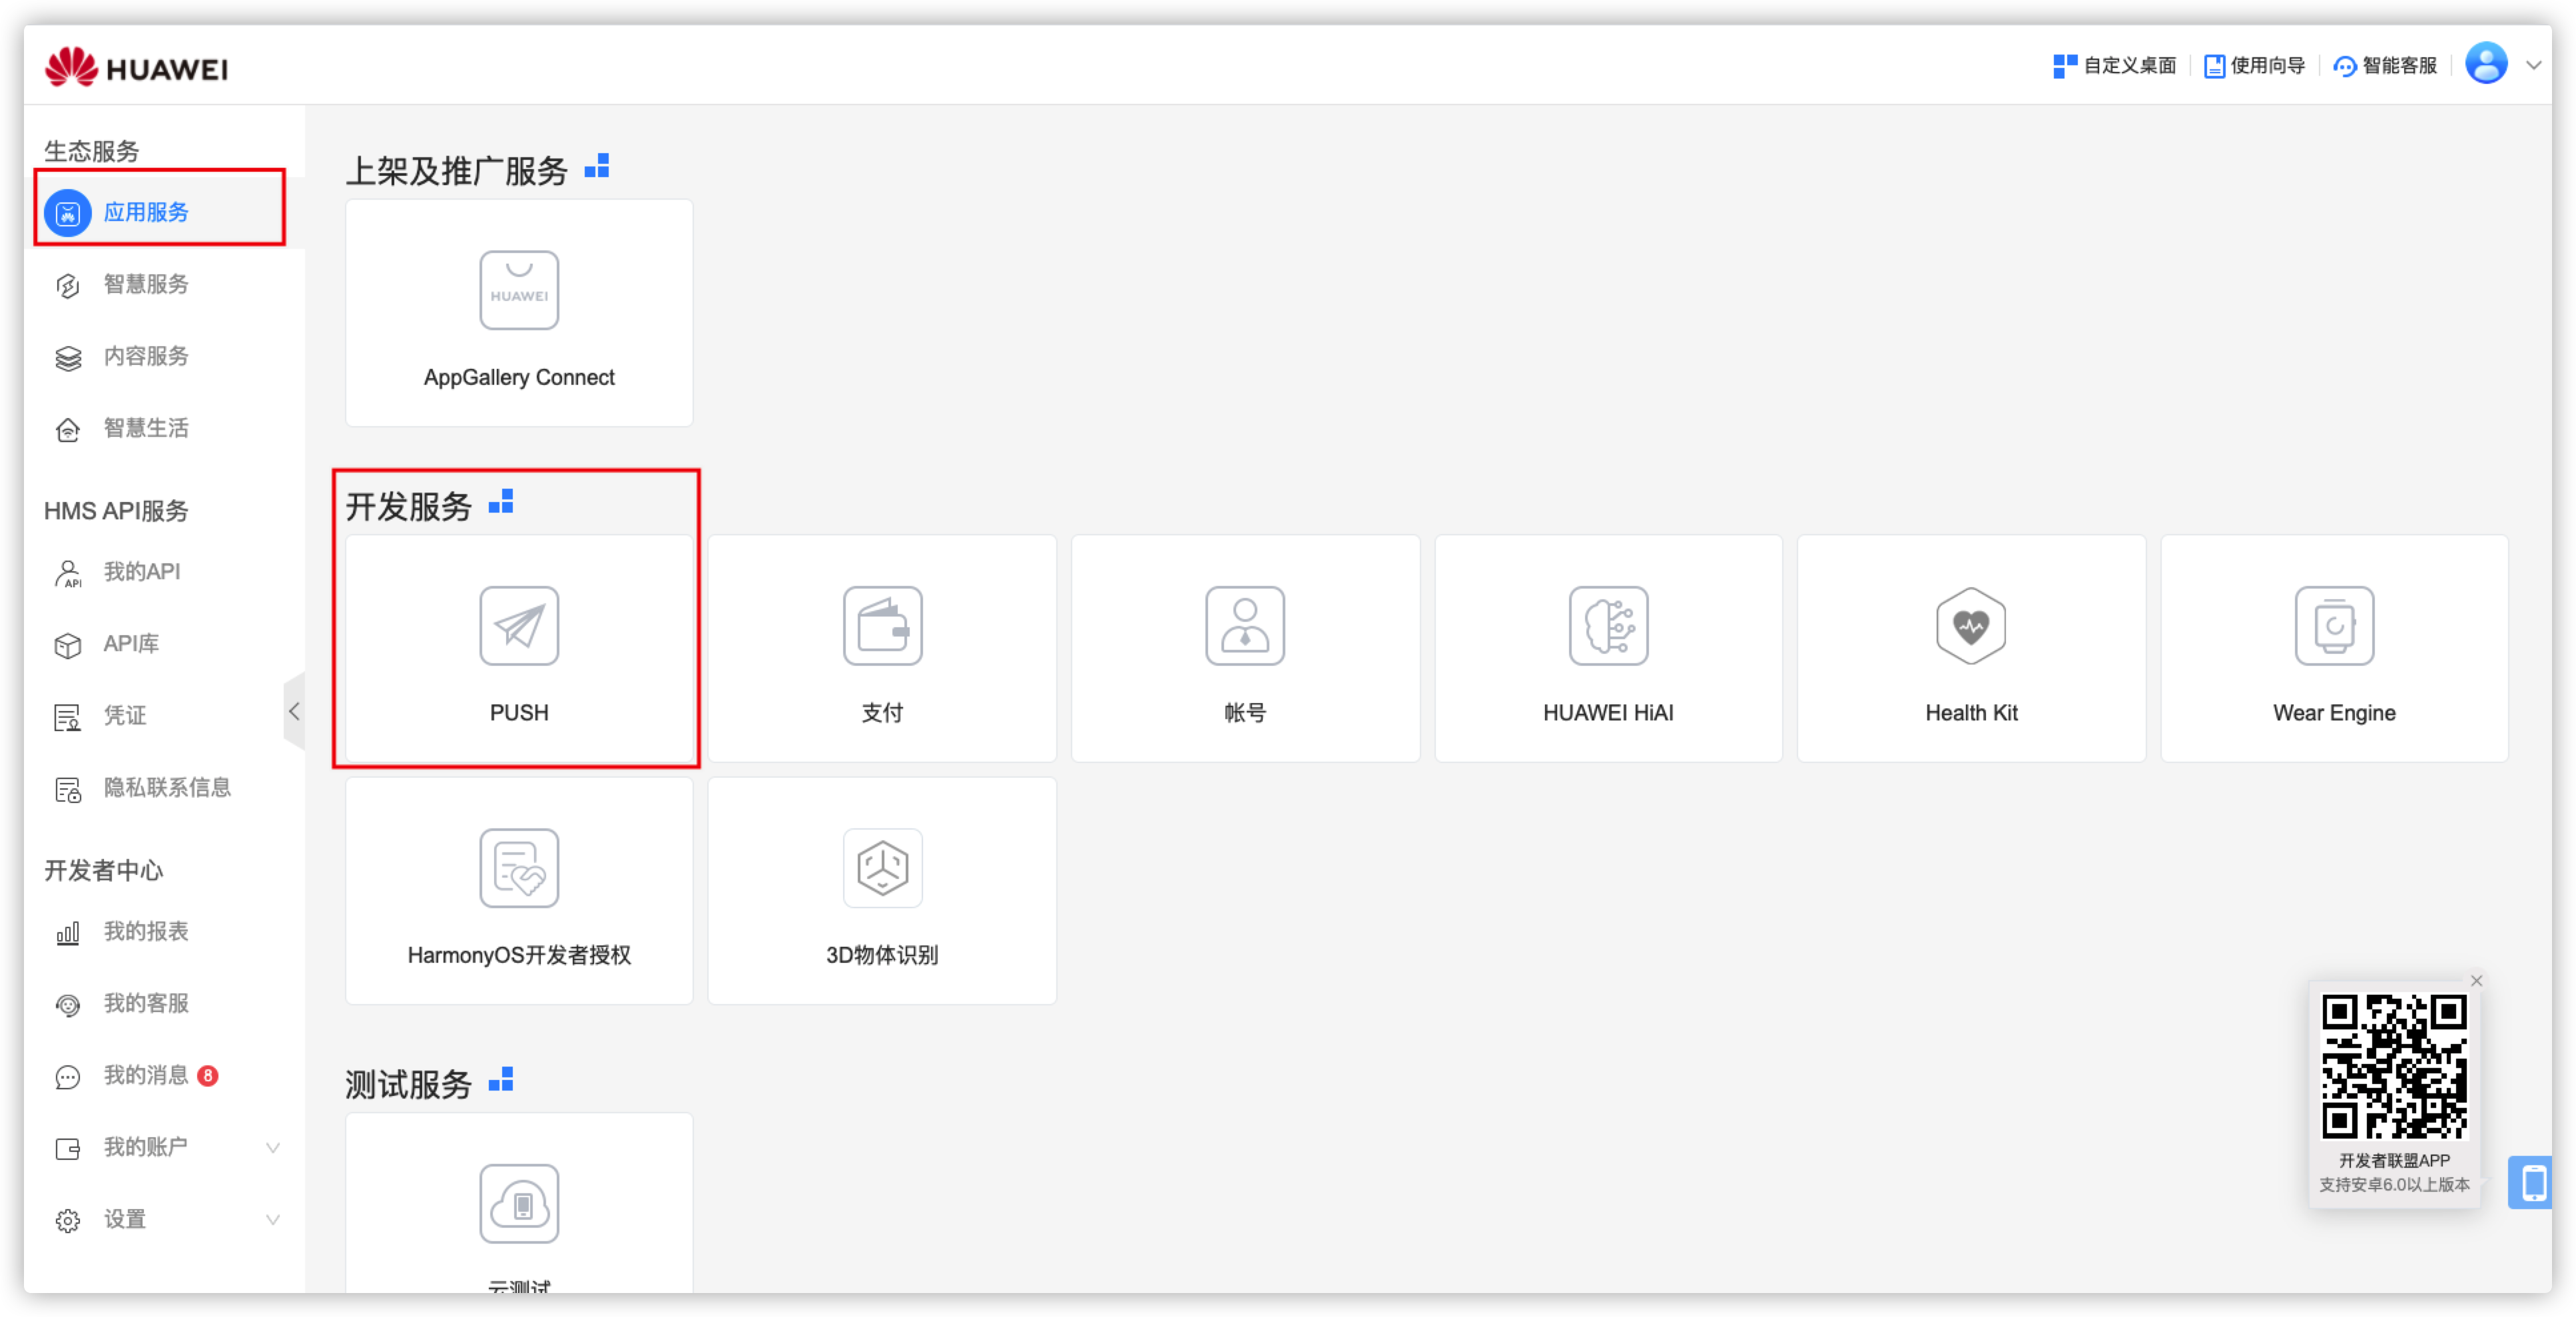 HUAWEI
自定义桌面
使用向导
智能客服
生态服务
应用服务
智慧服务
内容服务
智慧生活
HMS API服务
我的API
API库
凭证
隐私联系信息
开发者中心
我的报表
我的客服
我的消息 8
我的账户
设置
上架及推广服务
HUAWEI
AppGallery Connect
开发服务
PUSH
支付
帐号
HUAWEI HiAI
Health Kit
Wear Engine
HarmonyOS开发者授权
3D物体识别
测试服务
云测试
开发者联盟APP
支持安卓6.0以上版本
API